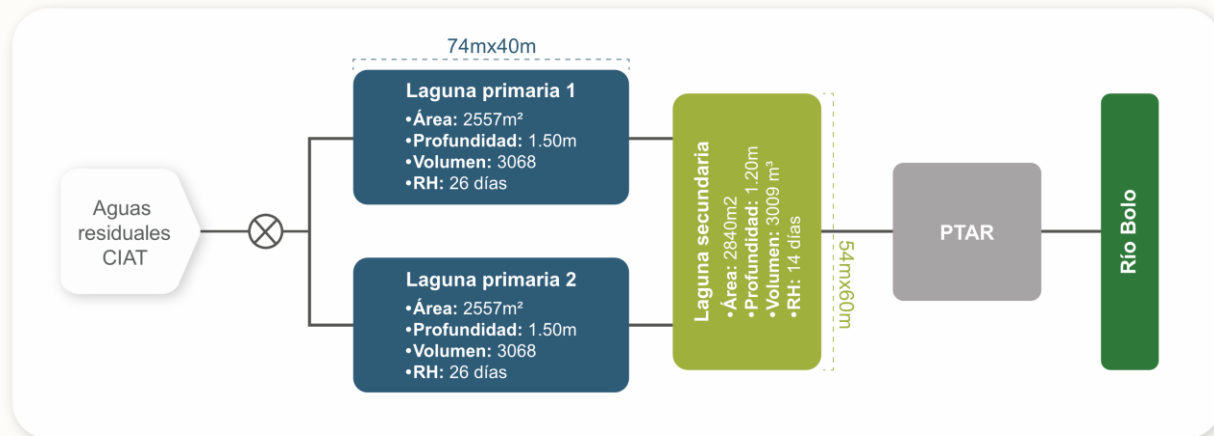 Aguas
residuales
CIAT
74mx40m
Laguna primaria 1
•Área: 2557m²
•Profundidad: 1.50m
•Volumen: 3068
•RH: 26 días
Laguna primaria 2
•Área: 2557m²
•Profundidad: 1.50m
•Volumen: 3068
•RH: 26 días
Laguna secundaria
•Área: 2840m2
•Profundidad: 1.20m
•Volumen: 3009 m³
•RH: 14 días
54mx60m
PTAR
Río Bolo